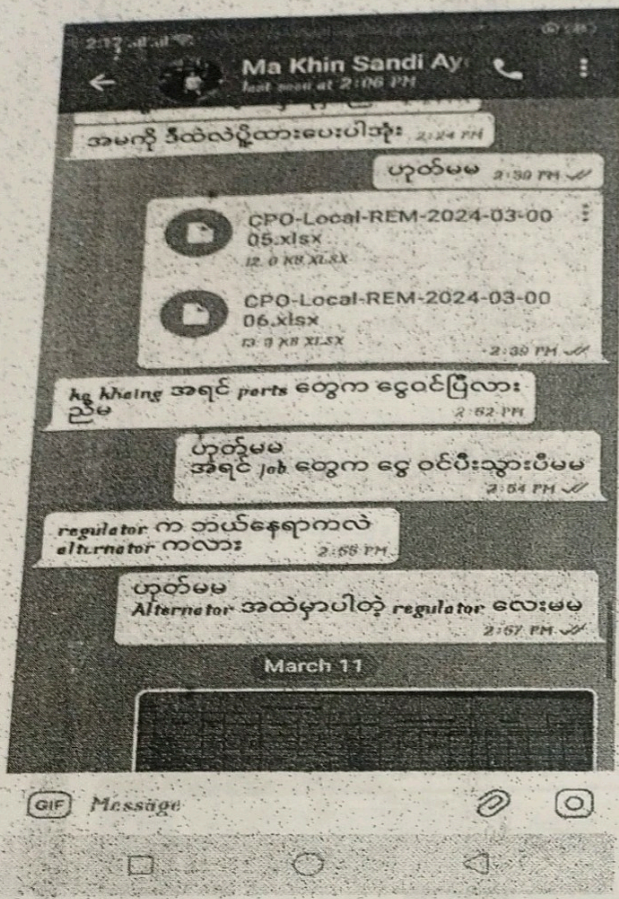 2:17
Ma Khin Sandi Ay
last seen at 2:06 PM
အမကို ဒီထဲလဲပို့ထားပေးပါအုံး 2:24 PM
ဟုတ်မမ 2:30 PM
CPO-Local-REM-2024-03-00
05.xlsx
12.0 KB XLSX
CPO-Local-REM-2024-03-00
06.xlsx
13.0 KB XLSX
2:39 PM
kg khaing အရင် parts တွေက ငွေဝင်ပြီလား
ညီမ 2:52 PM
ဟုတ်မမ
အရင် job တွေက ငွေ ဝင်ပီးသွားပီမမ
2:54 PM
regulator က ဘယ်နေရာကလဲ
alternator ကလား 2:55 PM
ဟုတ်မမ
Alternator အထဲမှာပါတဲ့ regulator လေးမမ
2:57 PM
March 11
GIF Message